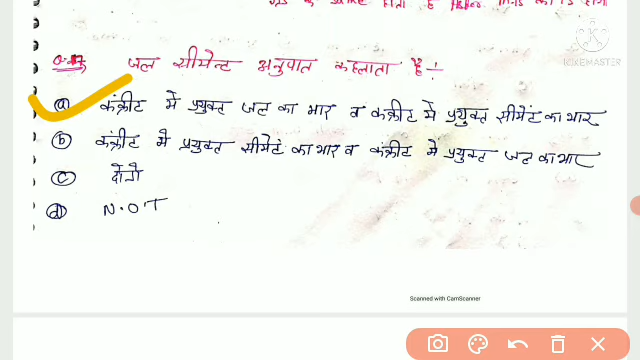 KINEMASTER
जल सीमेन्ट अनुपात कहलाता है ÷
(a) कंक्रीट में प्रयुक्त जल का भार व कंक्रीट में प्रयुक्त सीमेंट का भार
(b) कंक्रीट में प्रयुक्त सीमेंट का भार व कंक्रीट में प्रयुक्त जल का भार
(c) दोनो
(d) N.O.T
Scanned with CamScanner